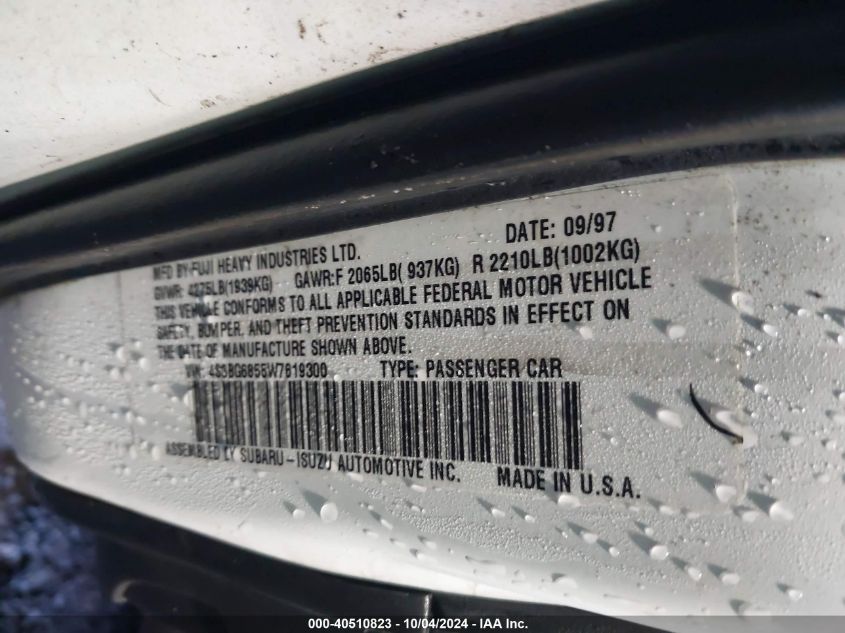 DATE: 09/97
MFD BY-FUJI HEAVY INDUSTRIES LTD.
GVWR: 4275LB(1939KG) GAWR:F 2065LB( 937KG) R 2210LB(1002KG)
THIS VEHICLE CONFORMS TO ALL APPLICABLE FEDERAL MOTOR VEHICLE
SAFETY, BUMPER, AND THEFT PREVENTION STANDARDS IN EFFECT ON
THE DATE OF MANUFACTURE SHOWN ABOVE.
VIN: TYPE: PASSENGER CAR
ASSEMBLED BY SUBARU-ISUZU AUTOMOTIVE INC. MADE IN U.S.A.
000-40510823 - 10/04/2024 - IAA Inc.